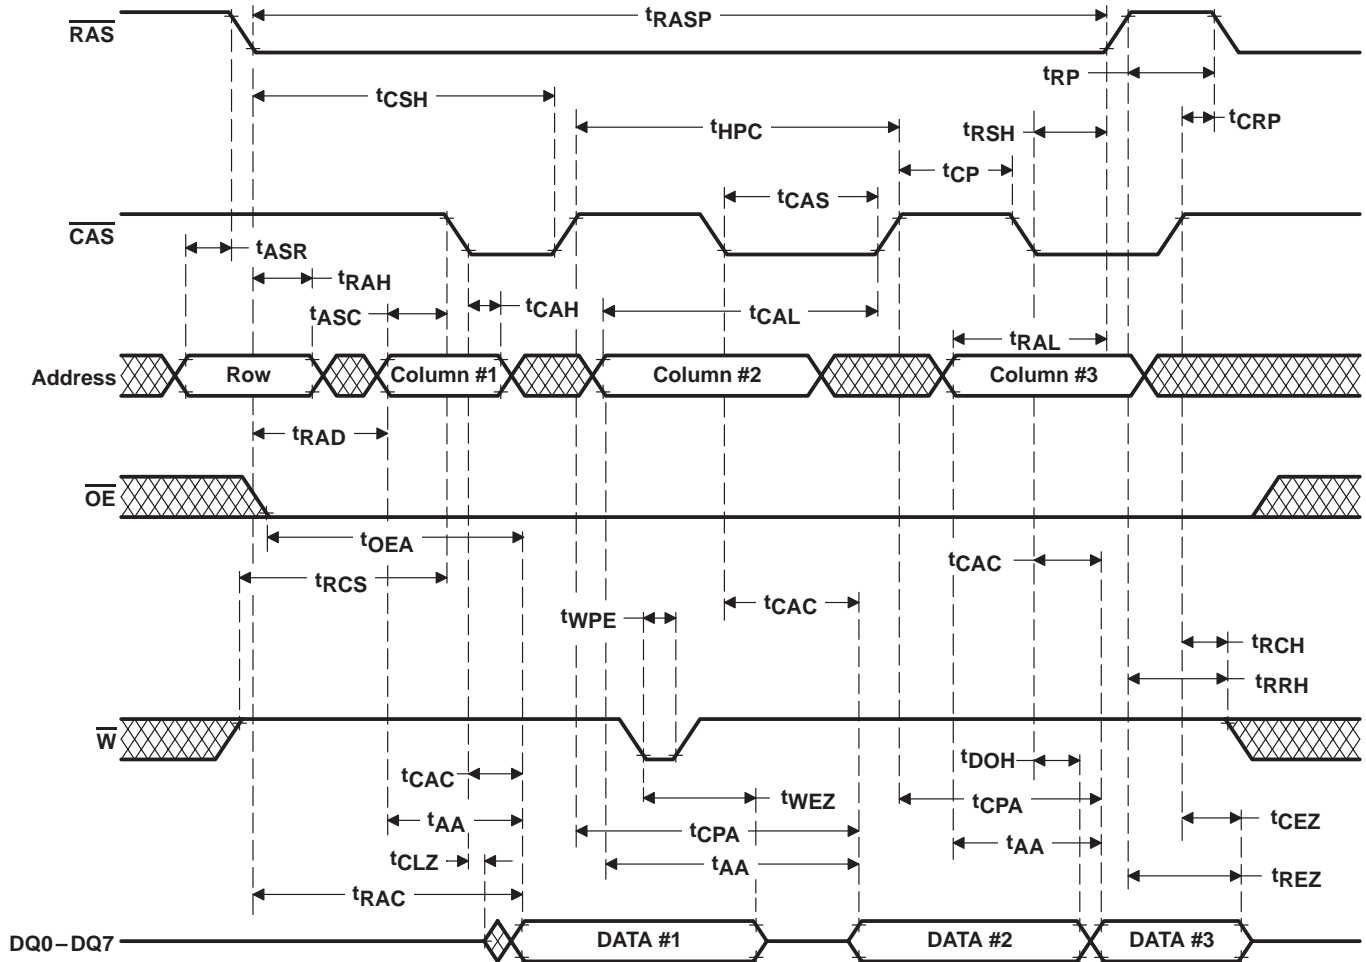 RAS
tRASP
tRP
tCSH
tHPC
tRSH
tCRP
tCP
tCAS
CAS
tASR
tRAH
tASC
tCAH
tCAL
tRAL
Address Row Column #1 Column #2 Column #3
tRAD
OE
tOEA
tCAC
tRCS
tCAC
tWPE
tRCH
tRRH
W
tDOH
tCAC
tWEZ
tCPA
tCEZ
tAA
tCPA
tAA
tCLZ
tAA
tREZ
tRAC
DQ0–DQ7 DATA #1 DATA #2 DATA #3